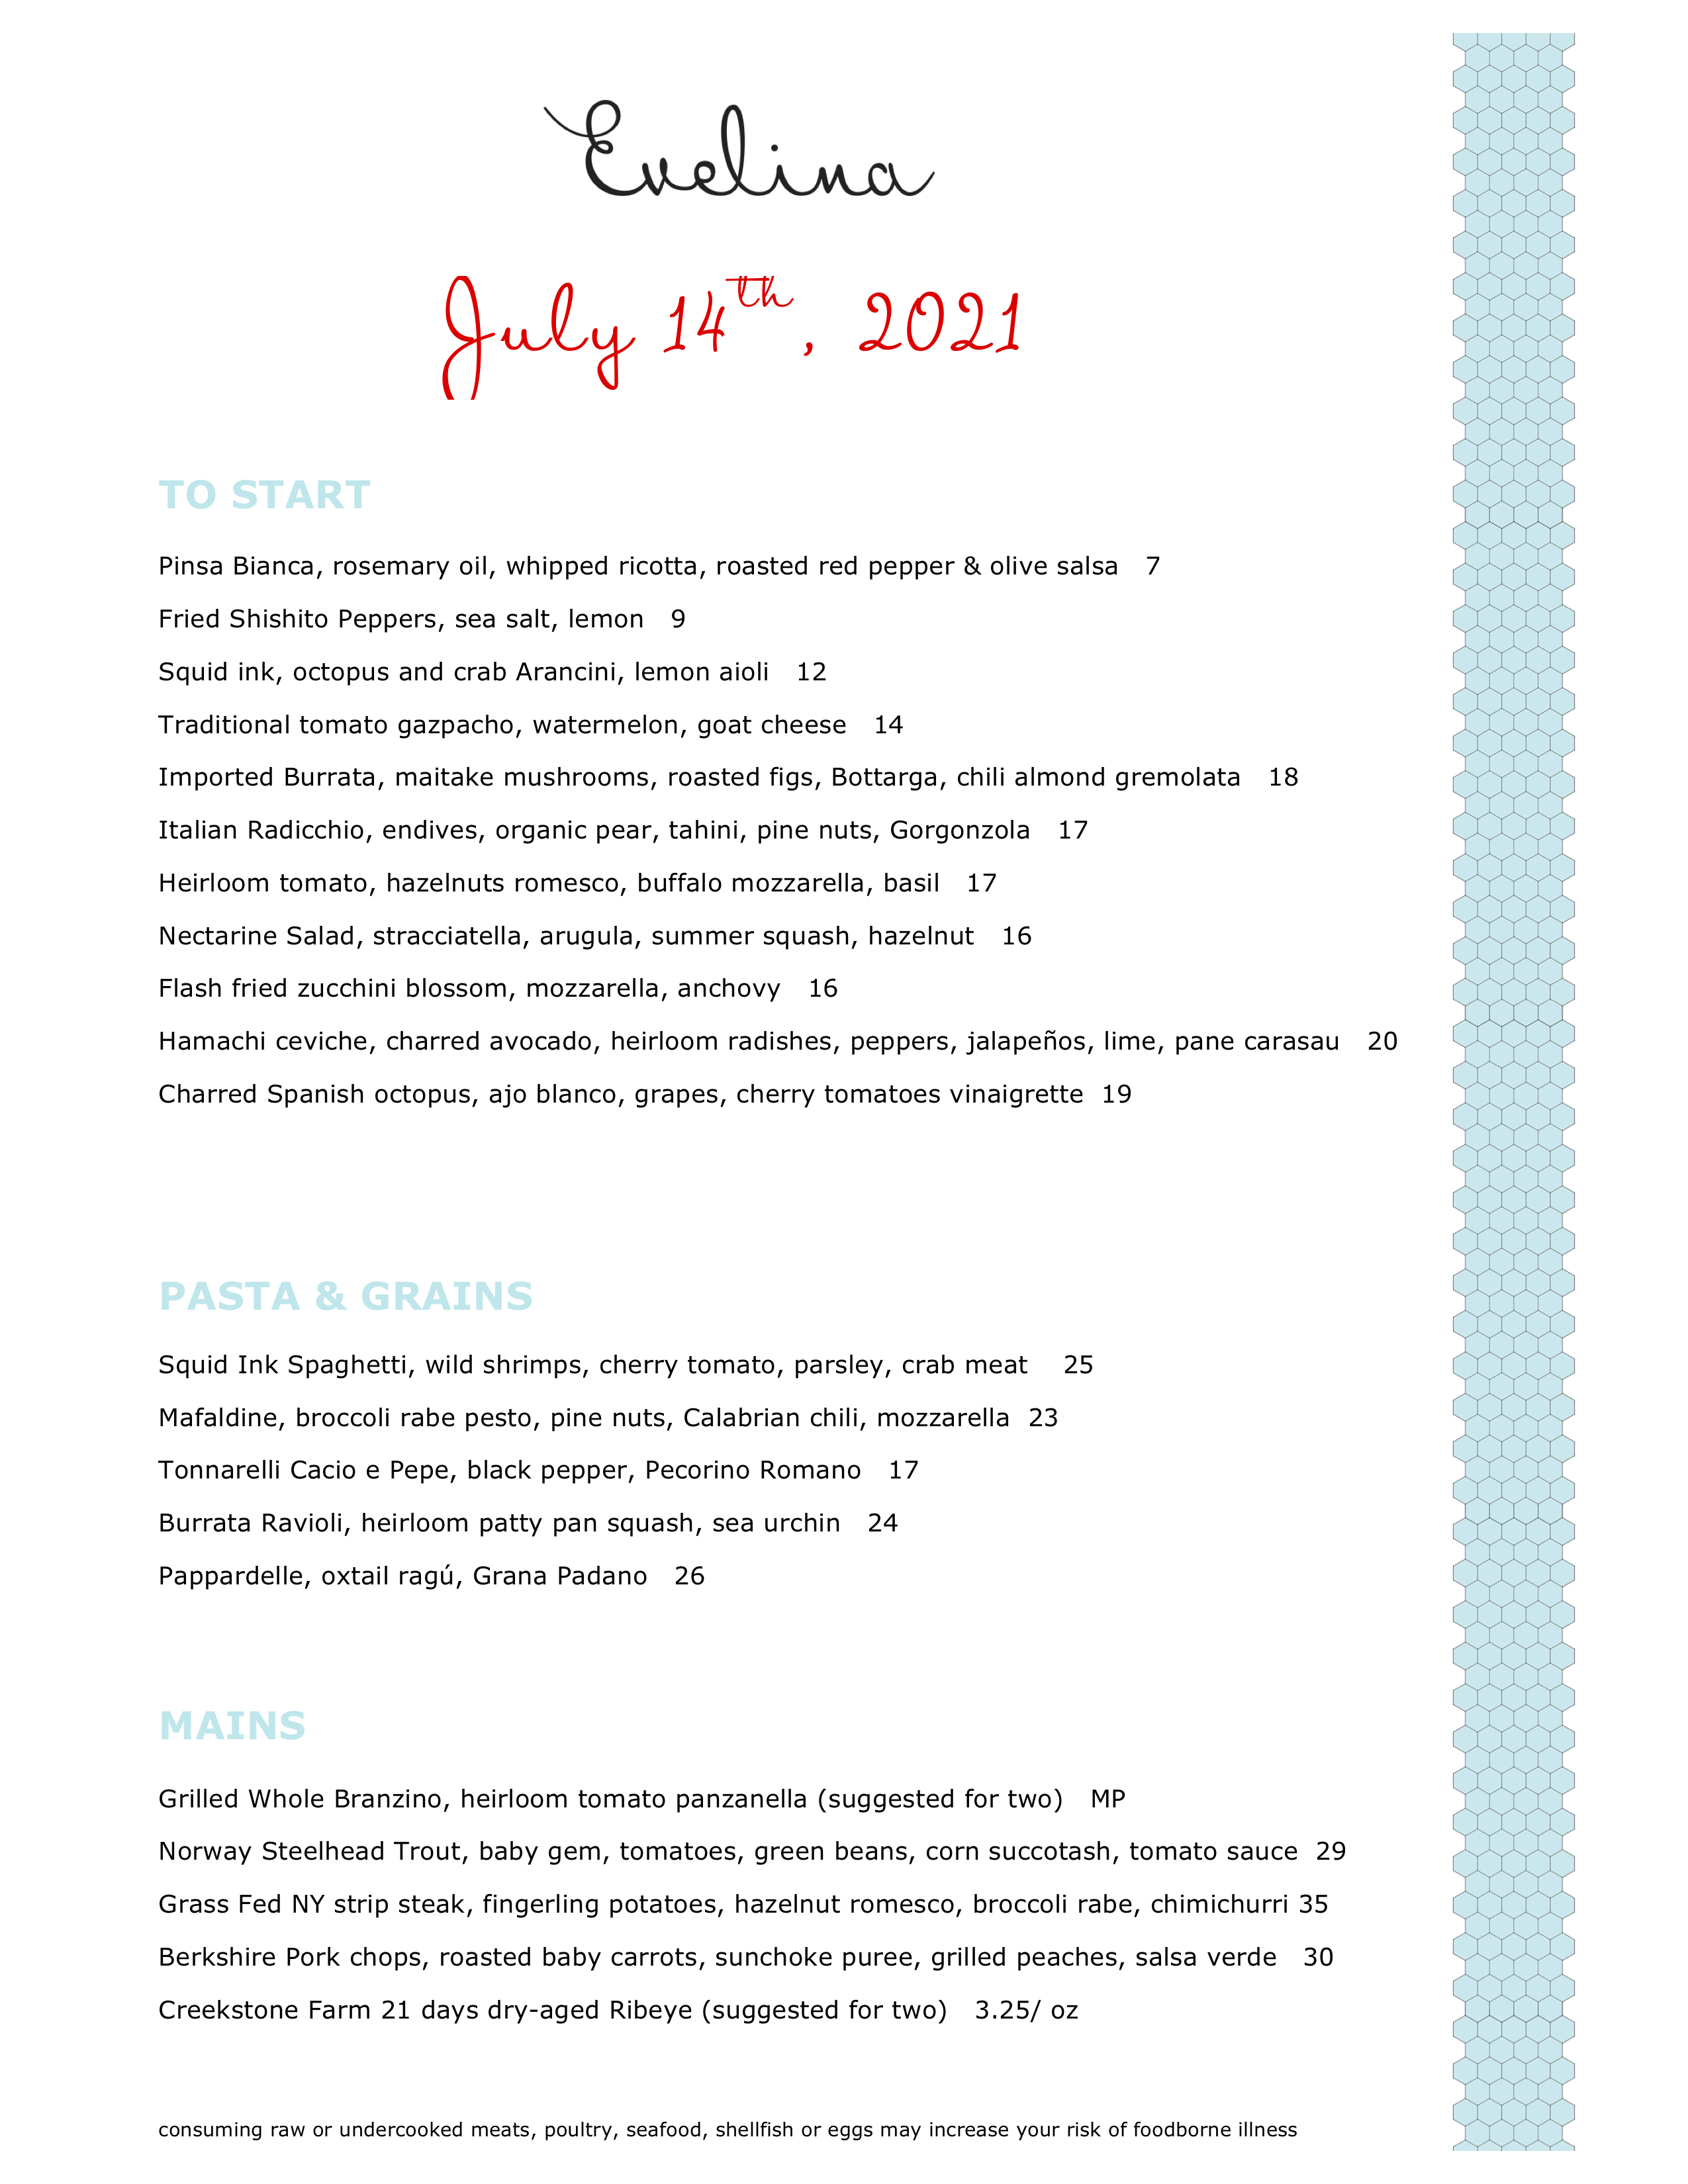 Evelina
July 14th, 2021
TO START
Pinsa Bianca, rosemary oil, whipped ricotta, roasted red pepper & olive salsa 7
Fried Shishito Peppers, sea salt, lemon 9
Squid ink, octopus and crab Arancini, lemon aioli 12
Traditional tomato gazpacho, watermelon, goat cheese 14
Imported Burrata, maitake mushrooms, roasted figs, Bottarga, chili almond gremolata 18
Italian Radicchio, endives, organic pear, tahini, pine nuts, Gorgonzola 17
Heirloom tomato, hazelnuts romesco, buffalo mozzarella, basil 17
Nectarine Salad, stracciatella, arugula, summer squash, hazelnut 16
Flash fried zucchini blossom, mozzarella, anchovy 16
Hamachi ceviche, charred avocado, heirloom radishes, peppers, jalapeños, lime, pane carasau 20
Charred Spanish octopus, ajo blanco, grapes, cherry tomatoes vinaigrette 19
PASTA & GRAINS
Squid Ink Spaghetti, wild shrimps, cherry tomato, parsley, crab meat 25
Mafaldine, broccoli rabe pesto, pine nuts, Calabrian chili, mozzarella 23
Tonnarelli Cacio e Pepe, black pepper, Pecorino Romano 17
Burrata Ravioli, heirloom patty pan squash, sea urchin 24
Pappardelle, oxtail ragú, Grana Padano 26
MAINS
Grilled Whole Branzino, heirloom tomato panzanella (suggested for two) MP
Norway Steelhead Trout, baby gem, tomatoes, green beans, corn succotash, tomato sauce 29
Grass Fed NY strip steak, fingerling potatoes, hazelnut romesco, broccoli rabe, chimichurri 35
Berkshire Pork chops, roasted baby carrots, sunchoke puree, grilled peaches, salsa verde 30
Creekstone Farm 21 days dry-aged Ribeye (suggested for two) 3.25/ oz
consuming raw or undercooked meats, poultry, seafood, shellfish or eggs may increase your risk of foodborne illness